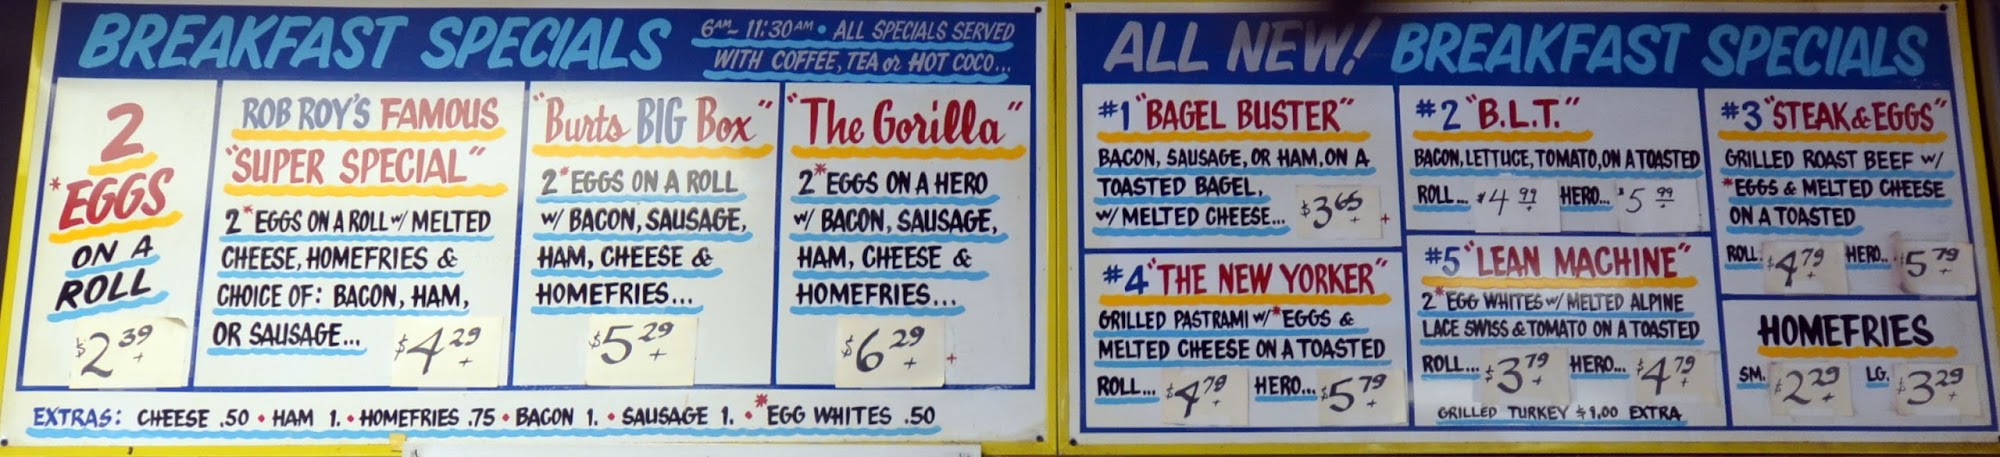 BREAKFAST SPECIALS
6AM - 11:30AM • ALL SPECIALS SERVED
WITH COFFEE, TEA or HOT COCO...
2
*EGGS
ON A
ROLL
$2 39 +
ROB ROY'S FAMOUS
"SUPER SPECIAL"
2 *EGGS ON A ROLL w/ MELTED
CHEESE, HOMEFRIES &
CHOICE OF: BACON, HAM,
OR SAUSAGE... $4 29 +
"Burts BIG Box"
2 *EGGS ON A ROLL
W/ BACON, SAUSAGE,
HAM, CHEESE &
HOMEFRIES...
$5 29 +
"The Gorilla"
2 *EGGS ON A HERO
W/ BACON, SAUSAGE,
HAM, CHEESE &
HOMEFRIES...
$6 29 + +
EXTRAS: CHEESE .50 • HAM 1. • HOMEFRIES .75 • BACON 1. • SAUSAGE 1. • *EGG WHITES .50
ALL NEW! BREAKFAST SPECIALS
#1 "BAGEL BUSTER"
BACON, SAUSAGE, OR HAM, ON A
TOASTED BAGEL,
W/ MELTED CHEESE... $3 65 + +
#2 "B.L.T."
BACON, LETTUCE, TOMATO, ON A TOASTED
ROLL... $4 99 + HERO... $5 99 +
#3 "STEAK & EGGS"
GRILLED ROAST BEEF W/
*EGGS & MELTED CHEESE
ON A TOASTED
ROLL. $4 79 + HERO.. $5 79 +
#4 "THE NEW YORKER"
GRILLED PASTRAMI W/ *EGGS &
MELTED CHEESE ON A TOASTED
ROLL... $4 79 + HERO... $5 79 +
#5 "LEAN MACHINE"
2 *EGG WHITES W/ MELTED ALPINE
LACE SWISS & TOMATO ON A TOASTED
ROLL... $3 79 + HERO... $4 79 +
GRILLED TURKEY $1.00 EXTRA
HOMEFRIES
SM. $2 29 + LG. $3 29 +